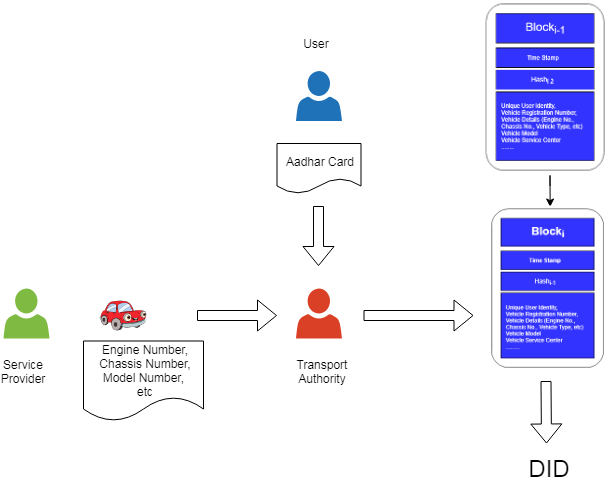 User
Aadhar Card
Service
Provider
Engine Number,
Chassis Number,
Model Number,
etc
Transport
Authority
Block i-1
Time Stamp
Hash i-2
Unique User Identity,
Vehicle Registration Number,
Vehicle Details (Engine No.,
Chassis No., Vehicle Type, etc)
Vehicle Model
Vehicle Service Center
.......
Block i
Time Stamp
Hash i-1
Unique User Identity,
Vehicle Registration Number,
Vehicle Details (Engine No.,
Chassis No., Vehicle Type, etc)
Vehicle Model
Vehicle Service Center
.......
DID